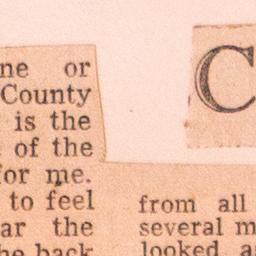 ne or
County
is the
of the
for me.
to feel
ar the
he back
C
from all
several m
looked a